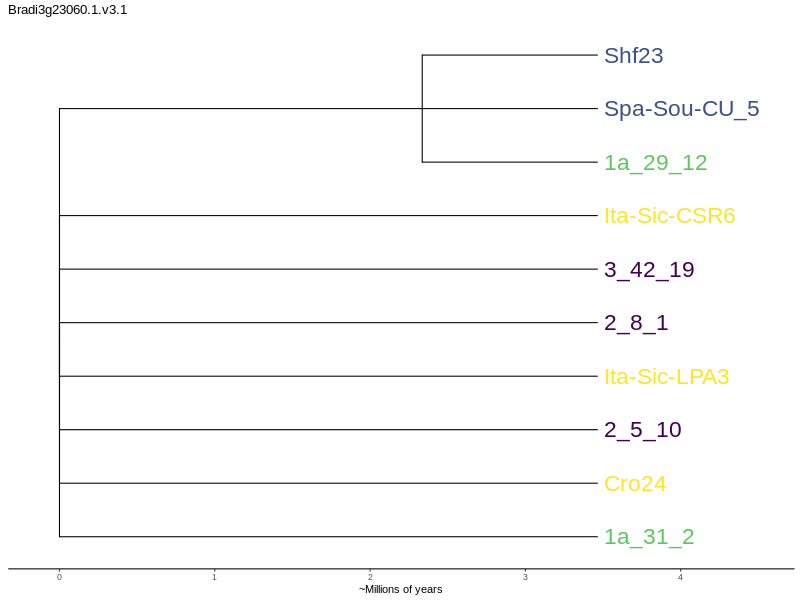 Bradi3g23060.1.v3.1
Shf23
Spa-Sou-CU_5
1a_29_12
Ita-Sic-CSR6
3_42_19
2_8_1
Ita-Sic-LPA3
2_5_10
Cro24
1a_31_2
0 1 2 3 4
~Millions of years